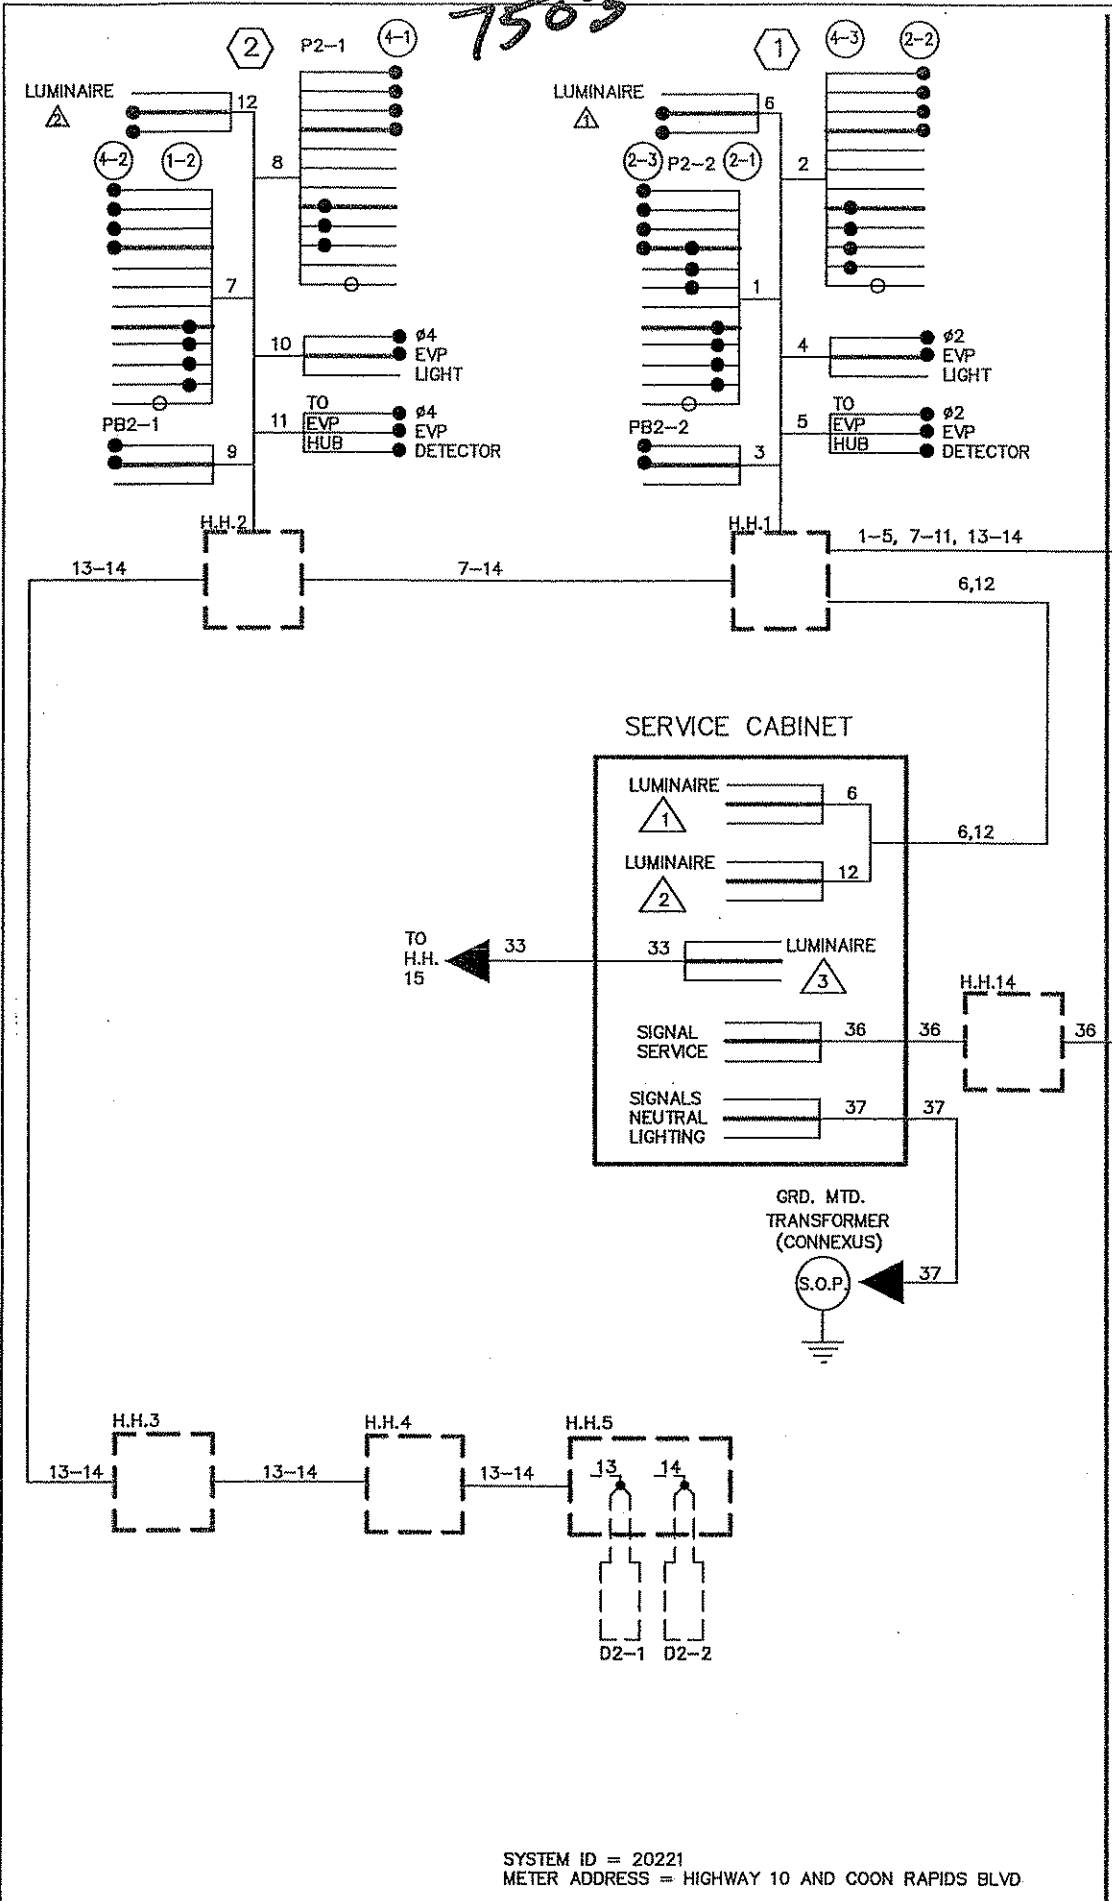 7503
2
P2-1
4-1
1
4-3
2-2
LUMINAIRE
2
12
LUMINAIRE
1
6
4-2
1-2
8
2-3
P2-2
2-1
2
7
1
10
ø4
EVP
LIGHT
4
ø2
EVP
LIGHT
11
TO
EVP
HUB
ø4
EVP
DETECTOR
5
TO
EVP
HUB
ø2
EVP
DETECTOR
PB2-1
9
PB2-2
3
H.H.2
H.H.1
1-5, 7-11, 13-14
13-14
7-14
6,12
SERVICE CABINET
LUMINAIRE
1
6
6,12
LUMINAIRE
2
12
TO
H.H.
15
33
33
LUMINAIRE
3
H.H.14
SIGNAL
SERVICE
36
36
36
SIGNALS
NEUTRAL
LIGHTING
37
37
GRD. MTD.
TRANSFORMER
(CONNEXUS)
S.O.P.
37
H.H.3
H.H.4
H.H.5
13-14
13-14
13-14
13
14
D2-1
D2-2
SYSTEM ID = 20221
METER ADDRESS = HIGHWAY 10 AND COON RAPIDS BLVD